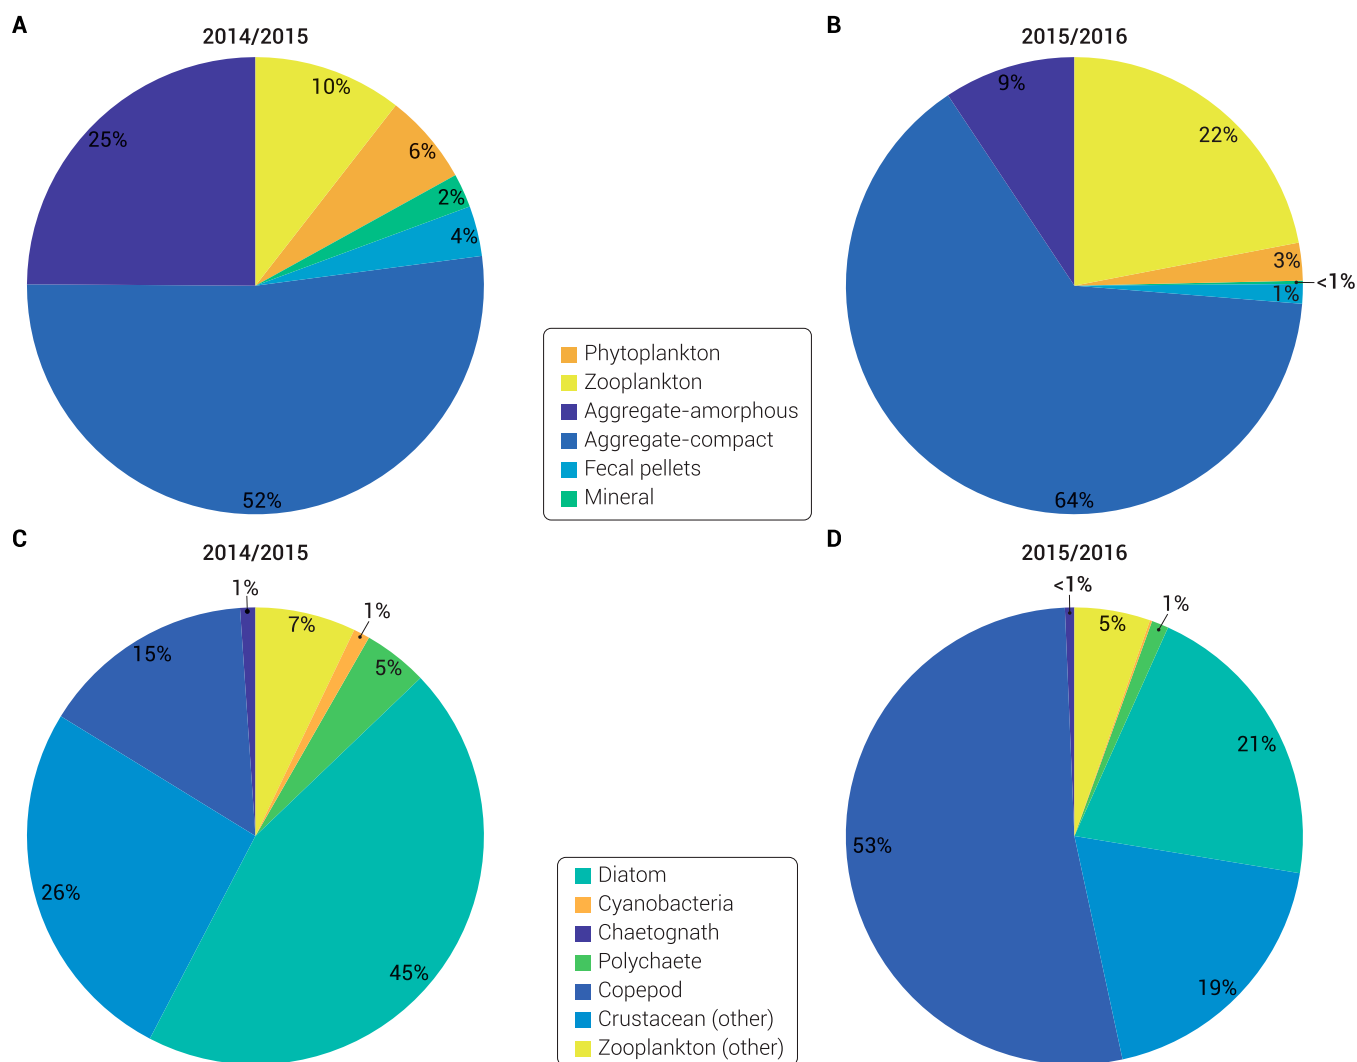 A
2014/2015
10%
6%
2%
4%
52%
25%
B
2015/2016
22%
3%
<1%
1%
64%
9%
Phytoplankton
Zooplankton
Aggregate-amorphous
Aggregate-compact
Fecal pellets
Mineral
C
2014/2015
1%
7%
1%
5%
45%
26%
15%
D
2015/2016
<1%
5%
1%
21%
19%
53%
Diatom
Cyanobacteria
Chaetognath
Polychaete
Copepod
Crustacean (other)
Zooplankton (other)